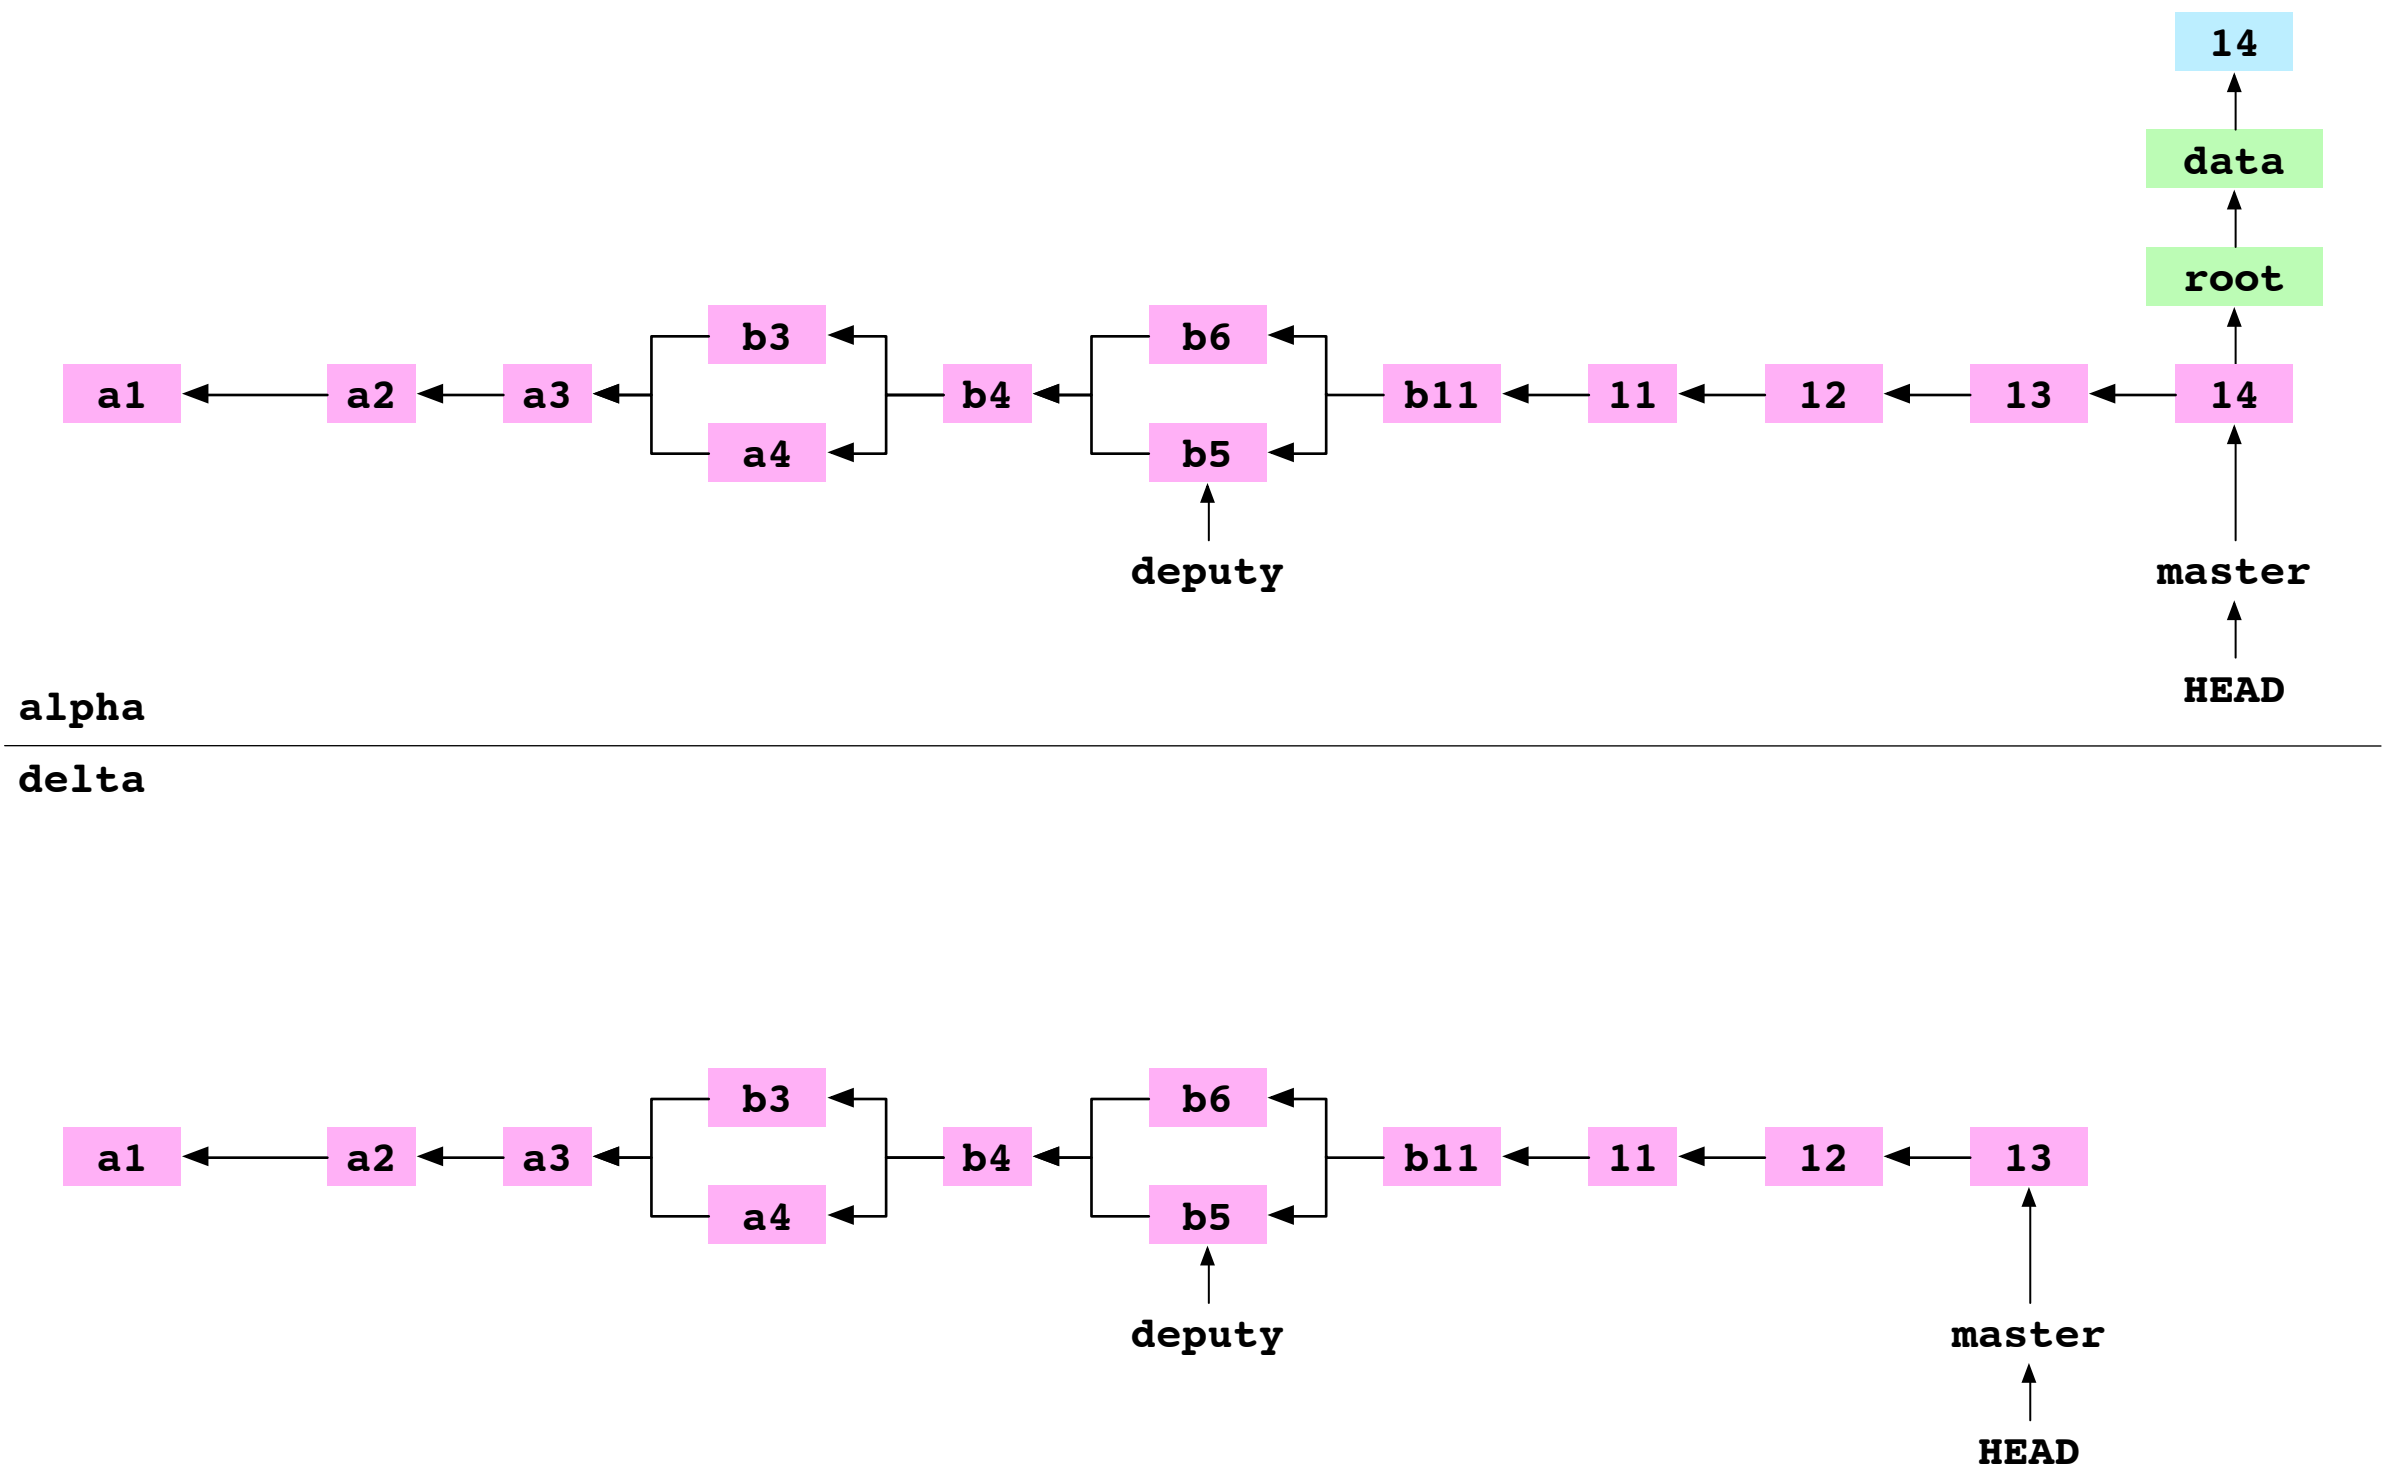 14
data
root
b3 b6
a1 a2 a3 b4 b11 11 12 13 14
a4 b5
deputy master
HEAD
alpha
delta
b3 b6
a1 a2 a3 b4 b11 11 12 13
a4 b5
deputy master
HEAD